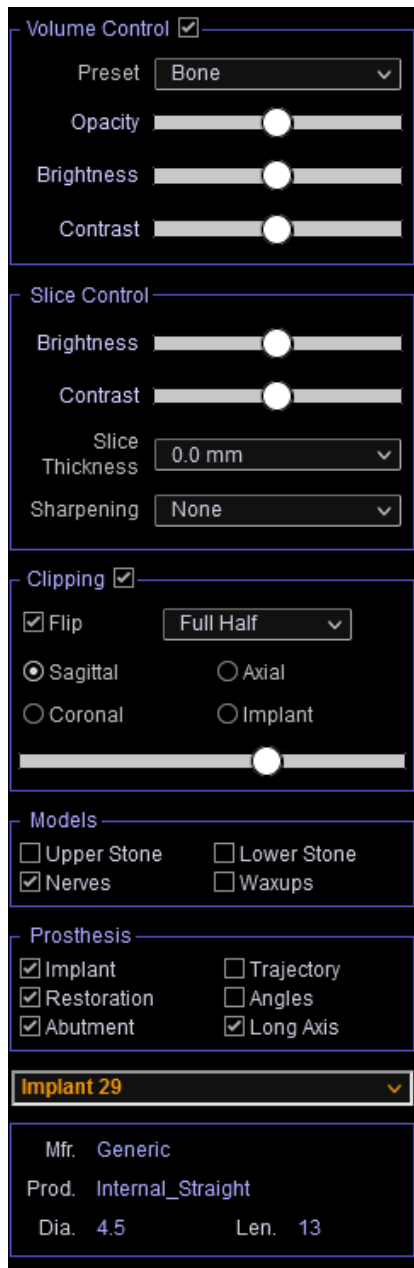 Volume Control
Preset Bone
Opacity
Brightness
Contrast
Slice Control
Brightness
Contrast
Slice
Thickness 0.0 mm
Sharpening None
Clipping
Flip Full Half
Sagittal Axial
Coronal Implant
Models
Upper Stone Lower Stone
Nerves Waxups
Prosthesis
Implant Trajectory
Restoration Angles
Abutment Long Axis
Implant 29
Mfr. Generic
Prod. Internal_Straight
Dia. 4.5 Len. 13